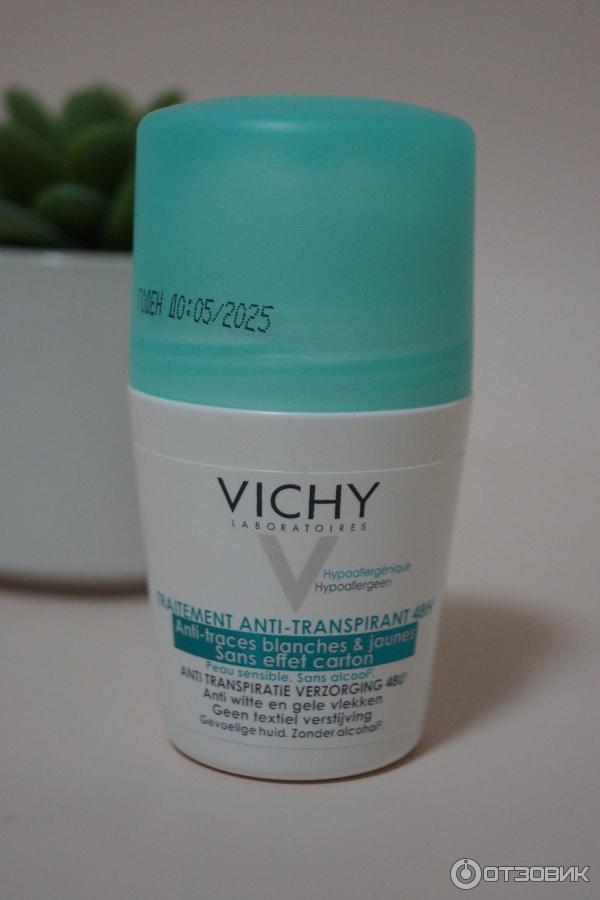 ГОДЕН ДО:05/2025
VICHY
LABORATOIRES
V
Hypoallergénique
Hypoallergeen
TRAITEMENT ANTI-TRANSPIRANT 48H
Anti-traces blanches & jaunes
Sans effet carton
Peau sensible. Sans alcool².
ANTI TRANSPIRATIE VERZORGING 48U
Anti witte en gele vlekken
Geen textiel verstijving
Gevoelige huid. Zonder alcohol².
ОТЗОВИК